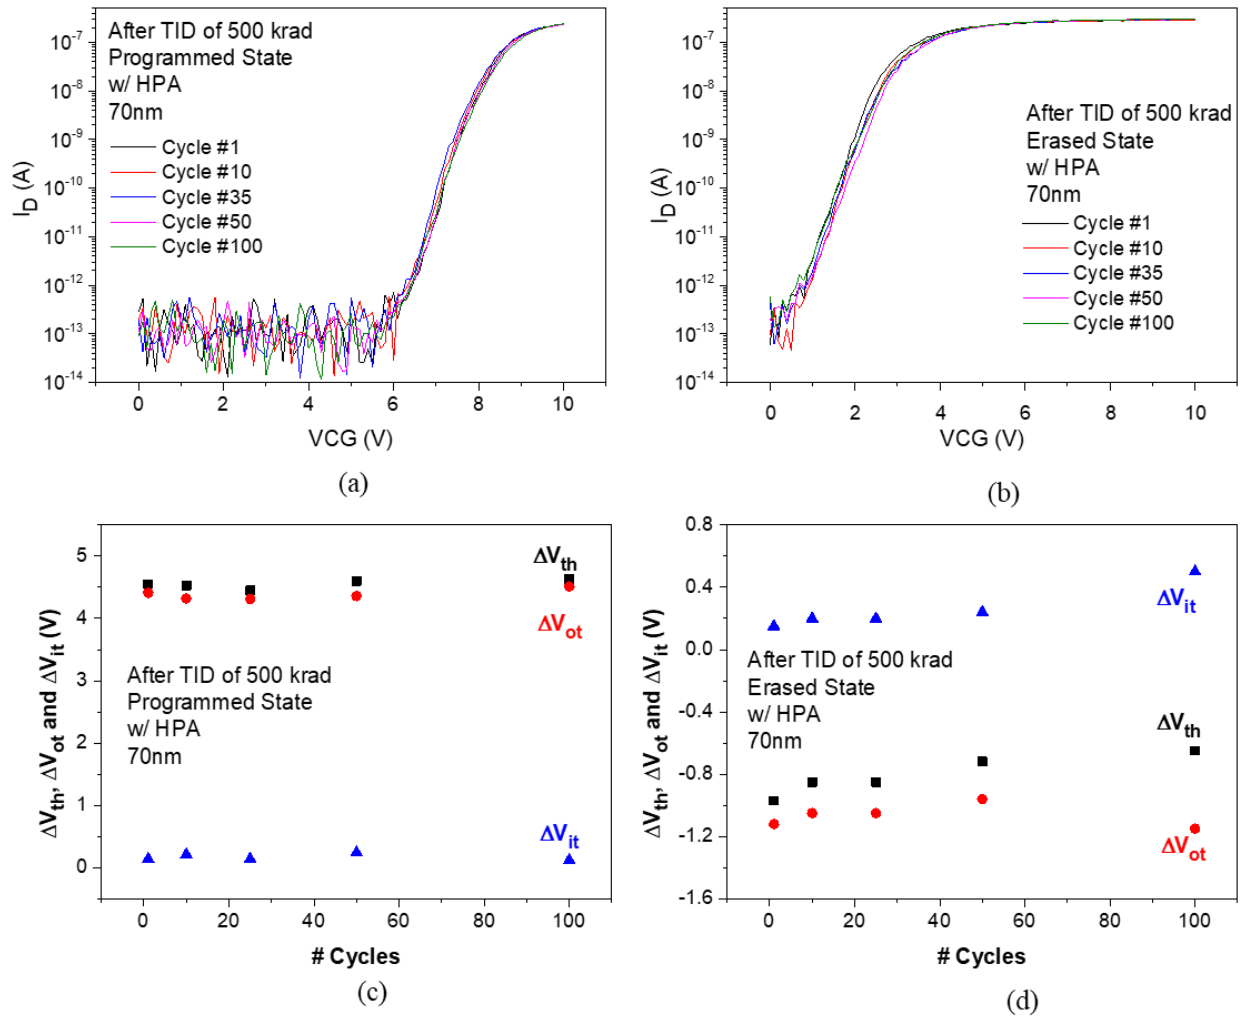 After TID of 500 krad
Programmed State
w/ HPA
70nm
Cycle #1
Cycle #10
Cycle #35
Cycle #50
Cycle #100
10⁻⁷
10⁻⁸
10⁻⁹
10⁻¹⁰
10⁻¹¹
10⁻¹²
10⁻¹³
10⁻¹⁴
I_D (A)
0 2 4 6 8 10
VCG (V)
(a)
After TID of 500 krad
Erased State
w/ HPA
70nm
Cycle #1
Cycle #10
Cycle #35
Cycle #50
Cycle #100
10⁻⁷
10⁻⁸
10⁻⁹
10⁻¹⁰
10⁻¹¹
10⁻¹²
10⁻¹³
10⁻¹⁴
I_D (A)
0 2 4 6 8 10
VCG (V)
(b)
ΔV_th
ΔV_ot
After TID of 500 krad
Programmed State
w/ HPA
70nm
ΔV_it
5
4
3
2
1
0
ΔV_th, ΔV_ot and ΔV_it (V)
0 20 40 60 80 100
# Cycles
(c)
ΔV_it
After TID of 500 krad
Erased State
w/ HPA
70nm
ΔV_th
ΔV_ot
0.8
0.4
0.0
-0.4
-0.8
-1.2
-1.6
ΔV_th, ΔV_ot and ΔV_it (V)
0 20 40 60 80 100
# Cycles
(d)